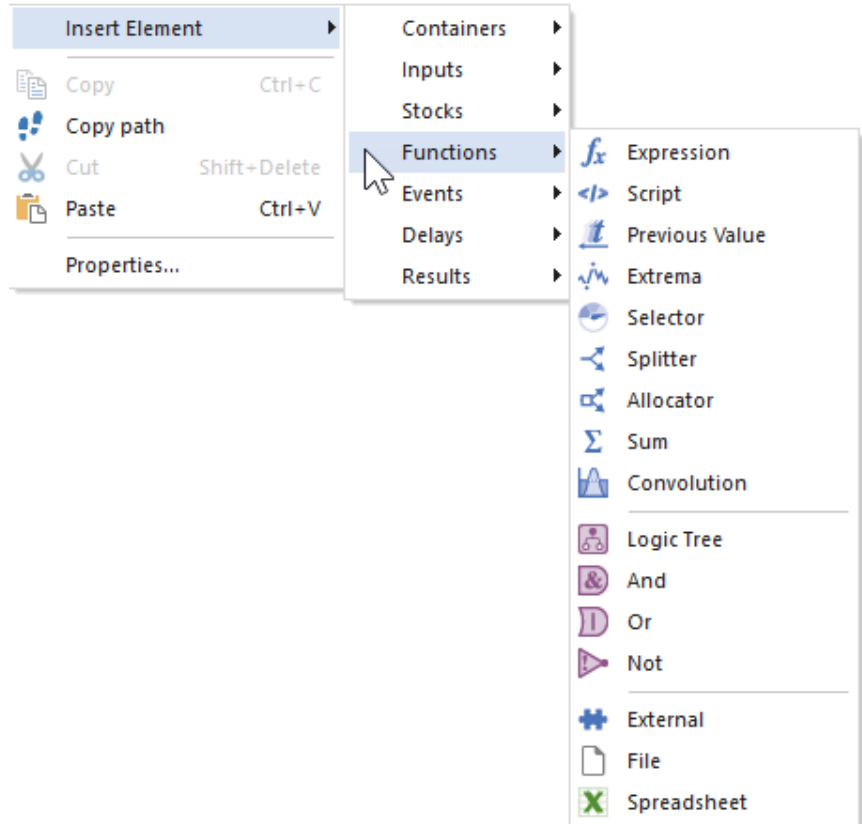 Insert Element
Copy Ctrl+C
Copy path
Cut Shift+Delete
Paste Ctrl+V
Properties...
Containers
Inputs
Stocks
Functions
Events
Delays
Results
fx Expression
</> Script
Previous Value
Extrema
Selector
Splitter
Allocator
Σ Sum
Convolution
Logic Tree
& And
Or
! Not
External
File
X Spreadsheet